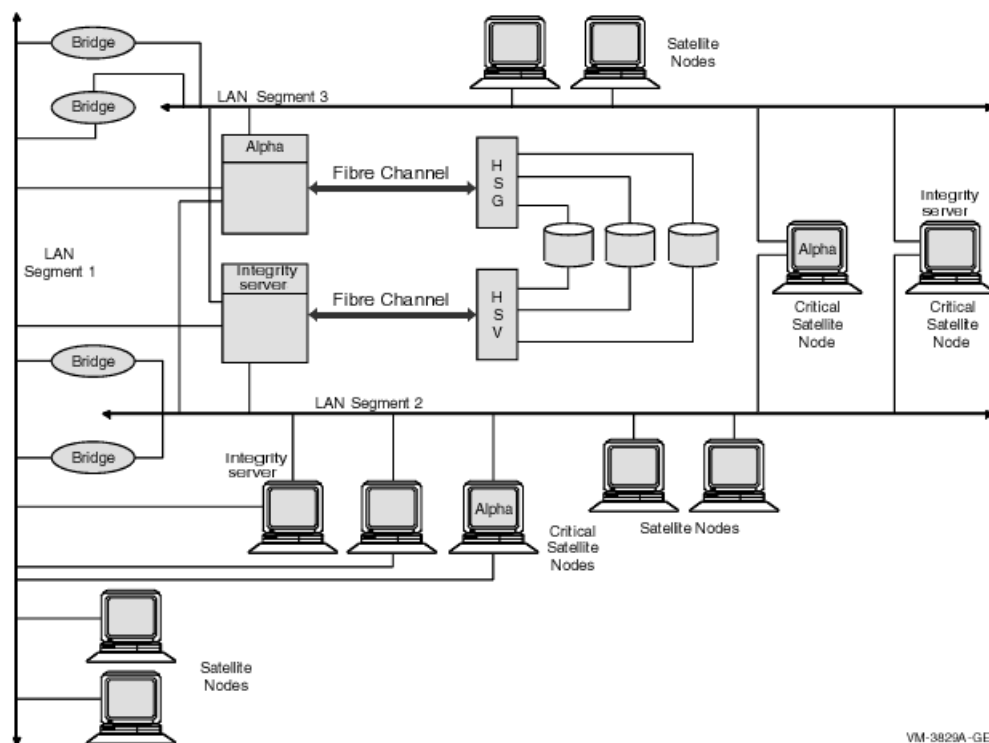 Bridge
Satellite
Nodes
Bridge
LAN Segment 3
Alpha
Fibre Channel
H
S
G
Integrity
server
LAN
Segment 1
Alpha
Integrity
server
Fibre Channel
H
S
V
Critical
Satellite
Node
Critical
Satellite
Node
Bridge
LAN Segment 2
Bridge
Integrity
server
Alpha
Critical
Satellite
Nodes
Satellite Nodes
Satellite
Nodes
VM-3829A-GE